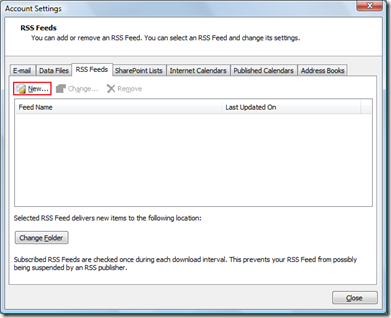 Account Settings
RSS Feeds
You can add or remove an RSS Feed. You can select an RSS Feed and change its settings.
E-mail Data Files RSS Feeds SharePoint Lists Internet Calendars Published Calendars Address Books
New... Change... Remove
Feed Name Last Updated On
Selected RSS Feed delivers new items to the following location:
Change Folder
Subscribed RSS Feeds are checked once during each download interval. This prevents your RSS Feed from possibly
being suspended by an RSS publisher.
Close